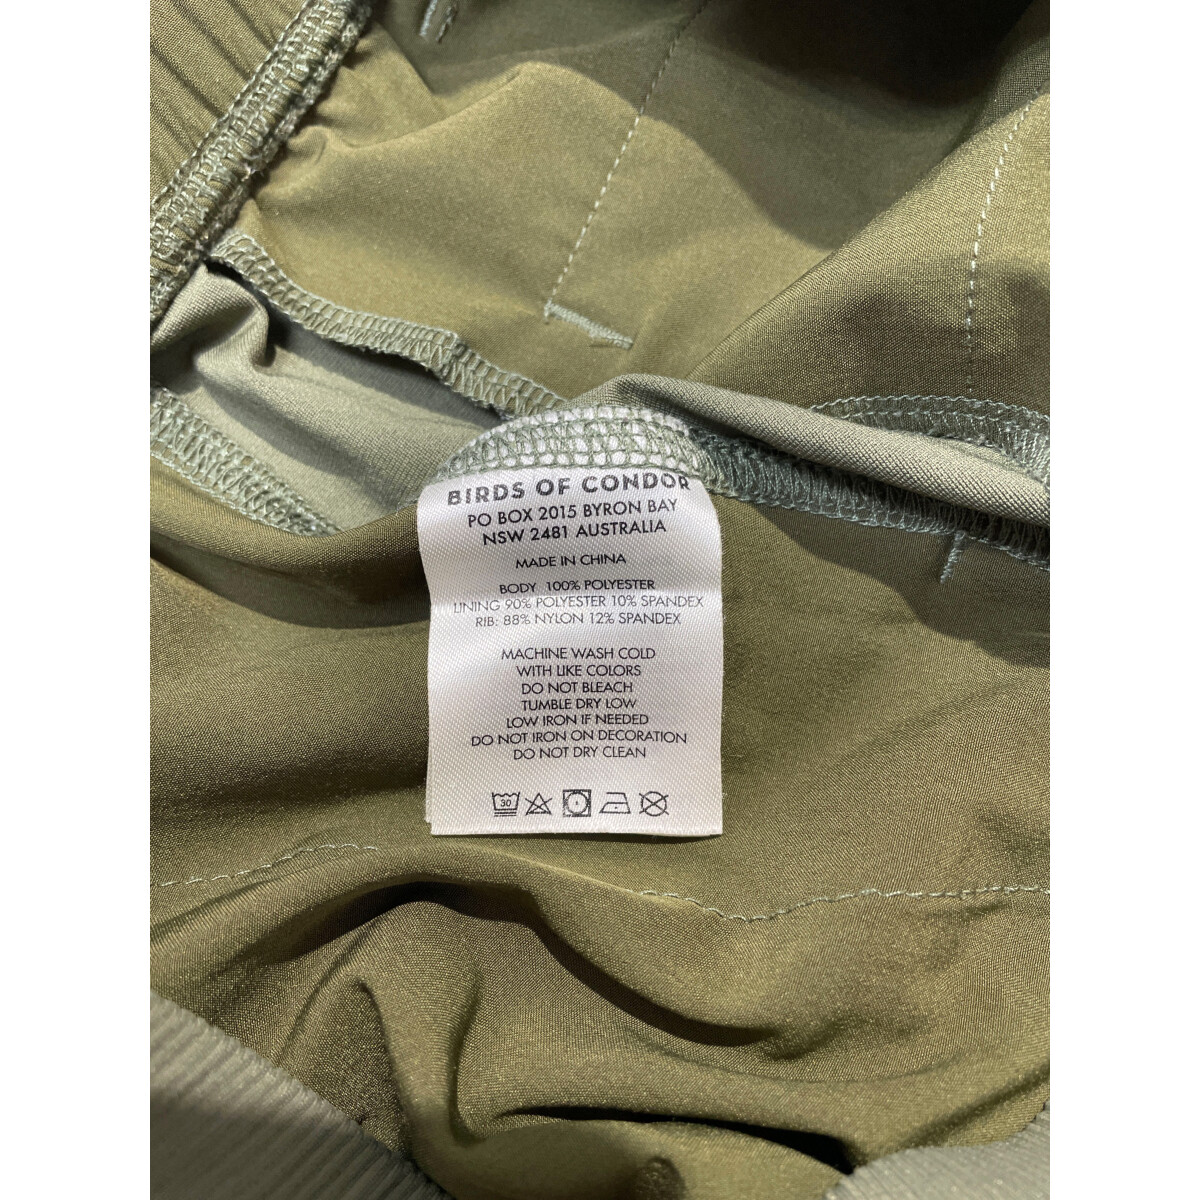 BIRDS OF CONDOR
PO BOX 2015 BYRON BAY
NSW 2481 AUSTRALIA
MADE IN CHINA
BODY 100% POLYESTER
LINING 90% POLYESTER 10% SPANDEX
RIB: 88% NYLON 12% SPANDEX
MACHINE WASH COLD
WITH LIKE COLORS
DO NOT BLEACH
TUMBLE DRY LOW
LOW IRON IF NEEDED
DO NOT IRON ON DECORATION
DO NOT DRY CLEAN
30